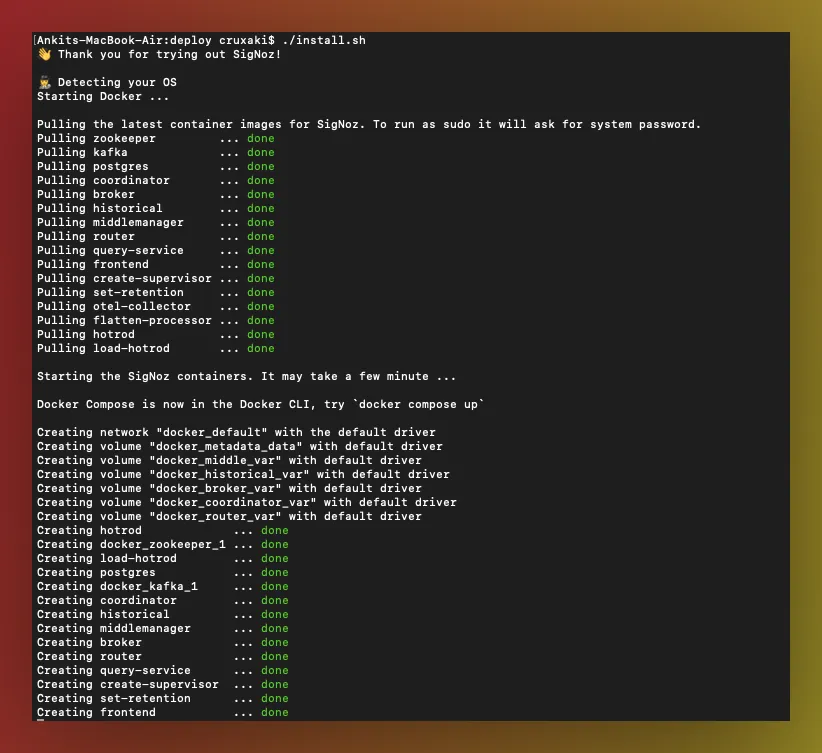 [Ankits-MacBook-Air:deploy cruxaki$ ./install.sh
👋 Thank you for trying out SigNoz!
🕵️ Detecting your OS
Starting Docker ...
Pulling the latest container images for SigNoz. To run as sudo it will ask for system password.
Pulling zookeeper         ... done
Pulling kafka             ... done
Pulling postgres          ... done
Pulling coordinator       ... done
Pulling broker            ... done
Pulling historical        ... done
Pulling middlemanager     ... done
Pulling router            ... done
Pulling query-service     ... done
Pulling frontend          ... done
Pulling create-supervisor ... done
Pulling set-retention     ... done
Pulling otel-collector    ... done
Pulling flatten-processor ... done
Pulling hotrod            ... done
Pulling load-hotrod       ... done
Starting the SigNoz containers. It may take a few minute ...
Docker Compose is now in the Docker CLI, try `docker compose up`
Creating network "docker_default" with the default driver
Creating volume "docker_metadata_data" with default driver
Creating volume "docker_middle_var" with default driver
Creating volume "docker_historical_var" with default driver
Creating volume "docker_broker_var" with default driver
Creating volume "docker_coordinator_var" with default driver
Creating volume "docker_router_var" with default driver
Creating hotrod             ... done
Creating docker_zookeeper_1 ... done
Creating load-hotrod        ... done
Creating postgres           ... done
Creating docker_kafka_1     ... done
Creating coordinator        ... done
Creating historical         ... done
Creating middlemanager      ... done
Creating broker             ... done
Creating router             ... done
Creating query-service      ... done
Creating create-supervisor  ... done
Creating set-retention      ... done
Creating frontend           ... done